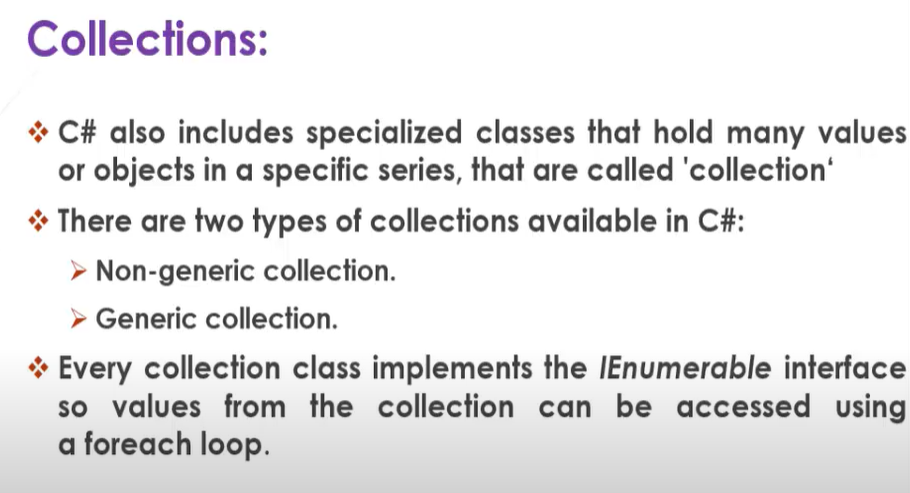 Collections:
C# also includes specialized classes that hold many values
or objects in a specific series, that are called 'collection‘
There are two types of collections available in C#:
Non-generic collection.
Generic collection.
Every collection class implements the IEnumerable interface
so values from the collection can be accessed using
a foreach loop.